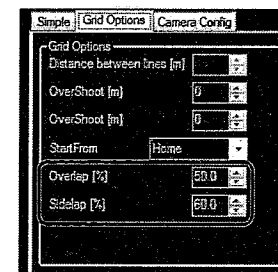 Simple Grid Options Camera Config
Grid Options
Distance between lines [m]
OverShoot [m] 0
OverShoot [m] 0
StartFrom Home
Overlap [%] 50.0
Sidelap [%] 60.0